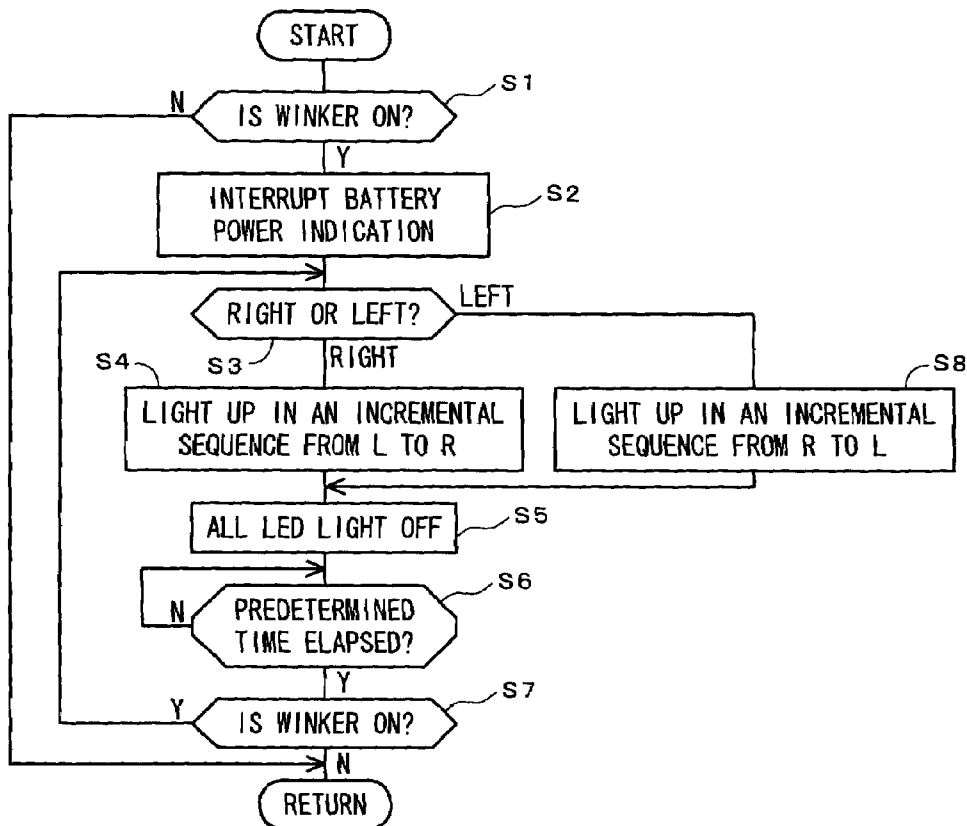 START
S1
N
IS WINKER ON?
Y
S2
INTERRUPT BATTERY
POWER INDICATION
LEFT
RIGHT OR LEFT?
S3
RIGHT
S4
S8
LIGHT UP IN AN INCREMENTAL
SEQUENCE FROM L TO R
LIGHT UP IN AN INCREMENTAL
SEQUENCE FROM R TO L
S5
ALL LED LIGHT OFF
S6
N
PREDETERMINED
TIME ELAPSED?
Y
S7
Y
IS WINKER ON?
N
RETURN